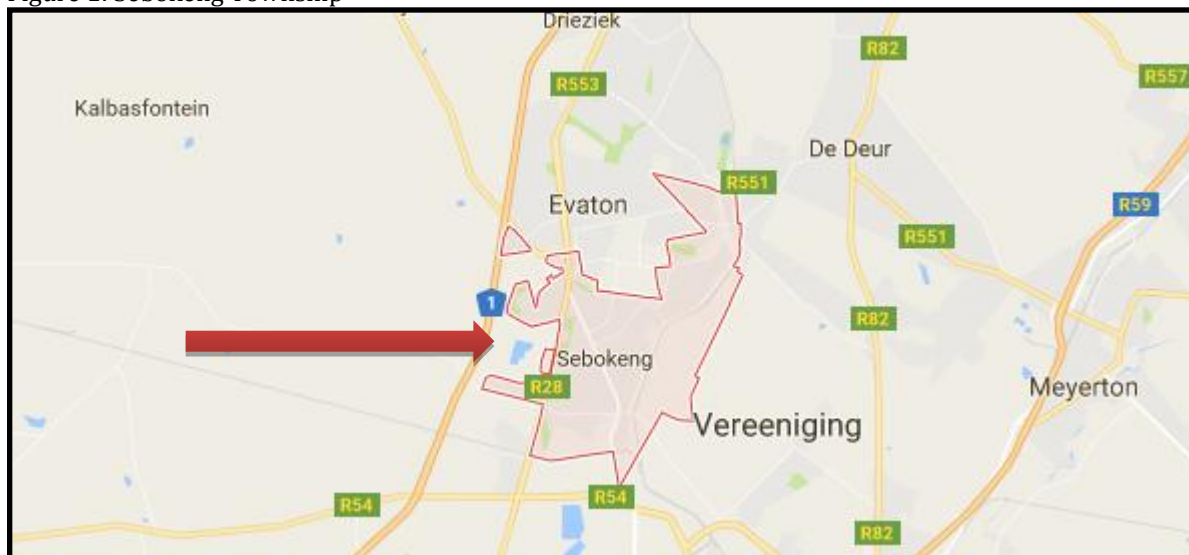 Drieziek
R82
R553
R557
Kalbasfontein
De Deur
R551
Evaton
R59
R551
1
R82
Sebokeng
R28
Meyerton
Vereeniging
R54
R54
R82